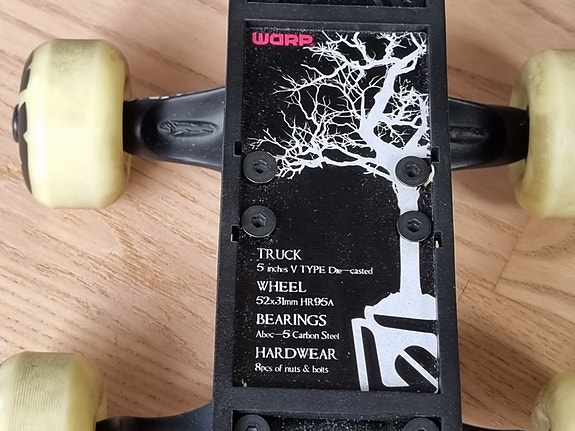 WARP
TRUCK
5 inches V TYPE Die—casted
WHEEL
52x31mm HR95A
BEARINGS
Abec—5 Carbon Steel
HARDWEAR
8pcs of nuts & bolts